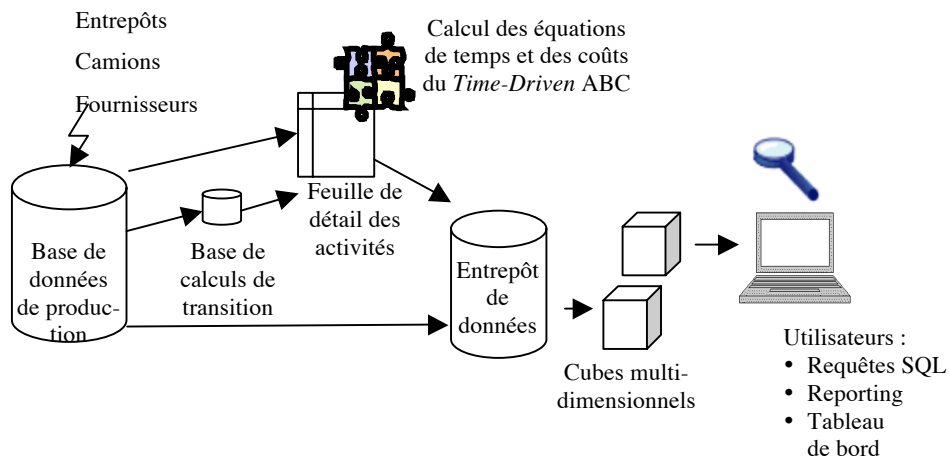 Entrepôts
Camions
Fournisseurs
Calcul des équations
de temps et des coûts
du Time-Driven ABC
Feuille de
détail des
activités
Base de
données
de produc-
tion
Base de
calculs de
transition
Entrepôt
de
données
Cubes multi-
dimensionnels
Utilisateurs :
• Requêtes SQL
• Reporting
• Tableau
de bord